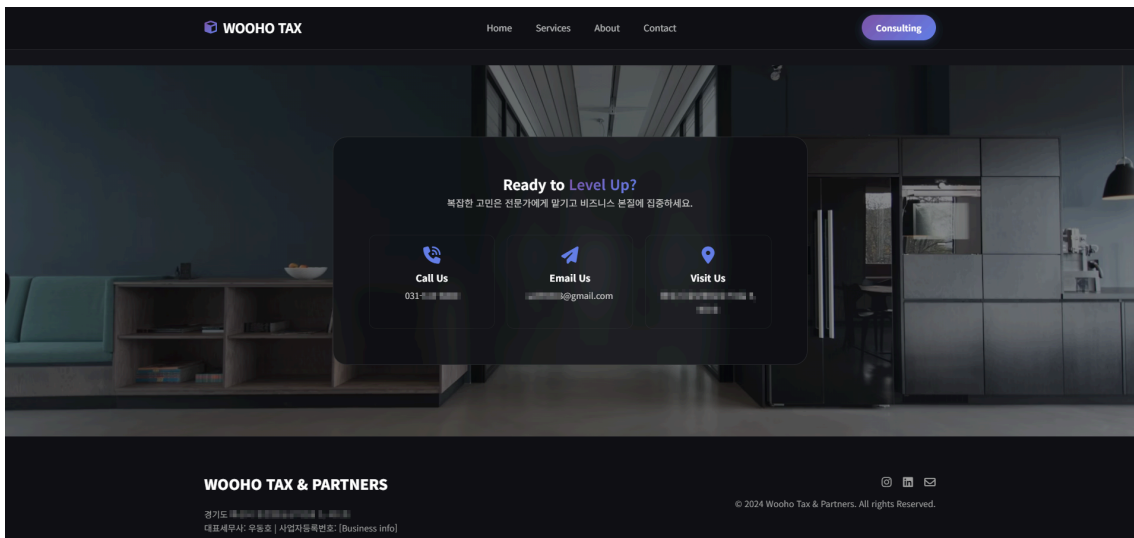 WOOHO TAX
Home
Services
About
Contact
Consulting
Ready to Level Up?
복잡한 고민은 전문가에게 맡기고 비즈니스 본질에 집중하세요.
Call Us
031-
Email Us
@gmail.com
Visit Us
WOOHO TAX & PARTNERS
경기도
대표세무사: 우동호 | 사업자등록번호: [Business info]
© 2024 Wooho Tax & Partners. All rights Reserved.